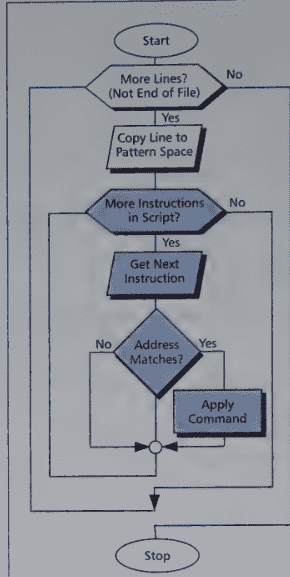 Start
More Lines?
(Not End of File)
No
Yes
Copy Line to
Pattern Space
More Instructions
in Script?
No
Yes
Get Next
Instruction
No
Address
Matches?
Yes
Apply
Command
Stop